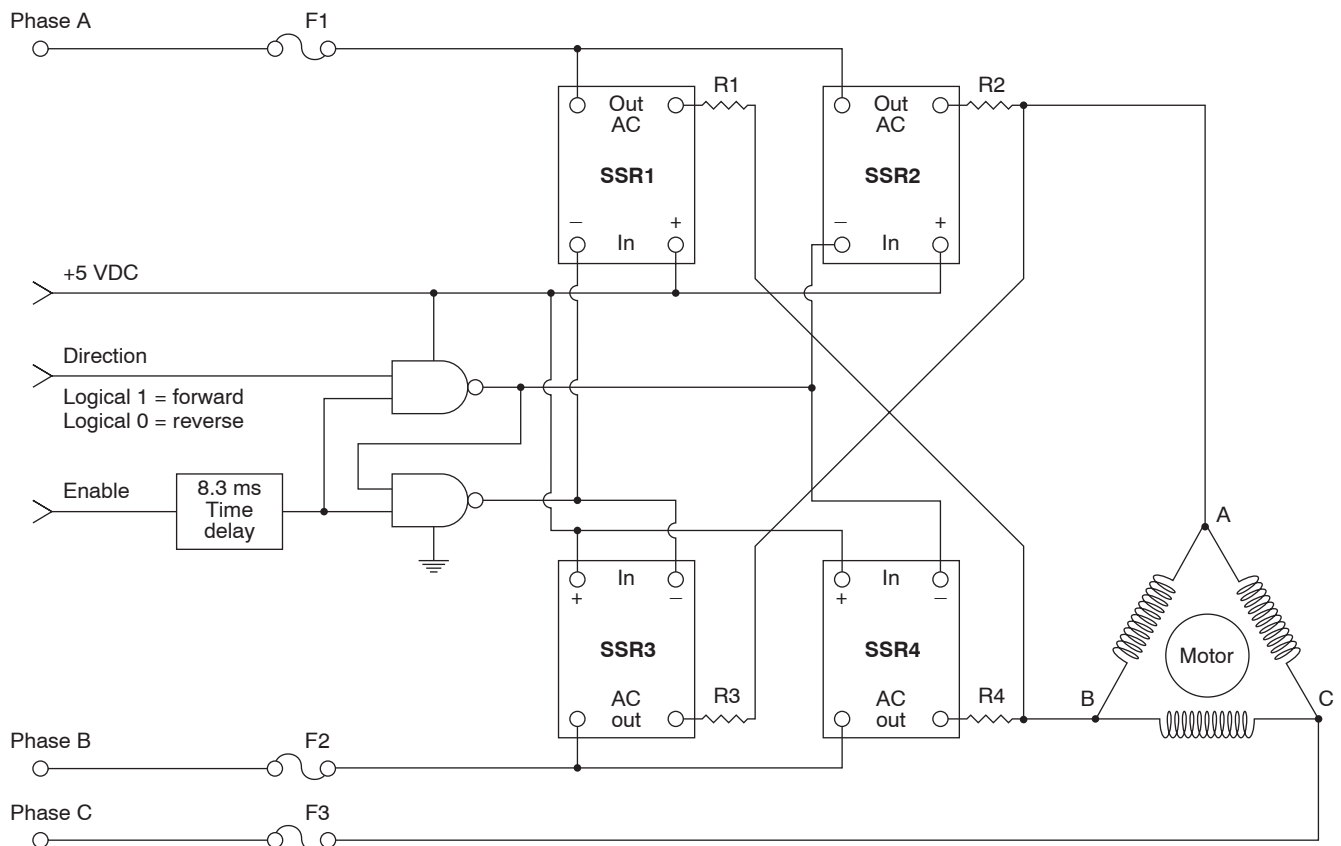 Phase A
F1
R1
R2
Out
AC
Out
AC
SSR1
SSR2
–
+
–
+
In
In
+5 VDC
Direction
Logical 1 = forward
Logical 0 = reverse
Enable
8.3 ms
Time
delay
A
In
In
+
–
+
–
SSR3
SSR4
Motor
R3
R4
B
C
AC
out
AC
out
Phase B
F2
Phase C
F3